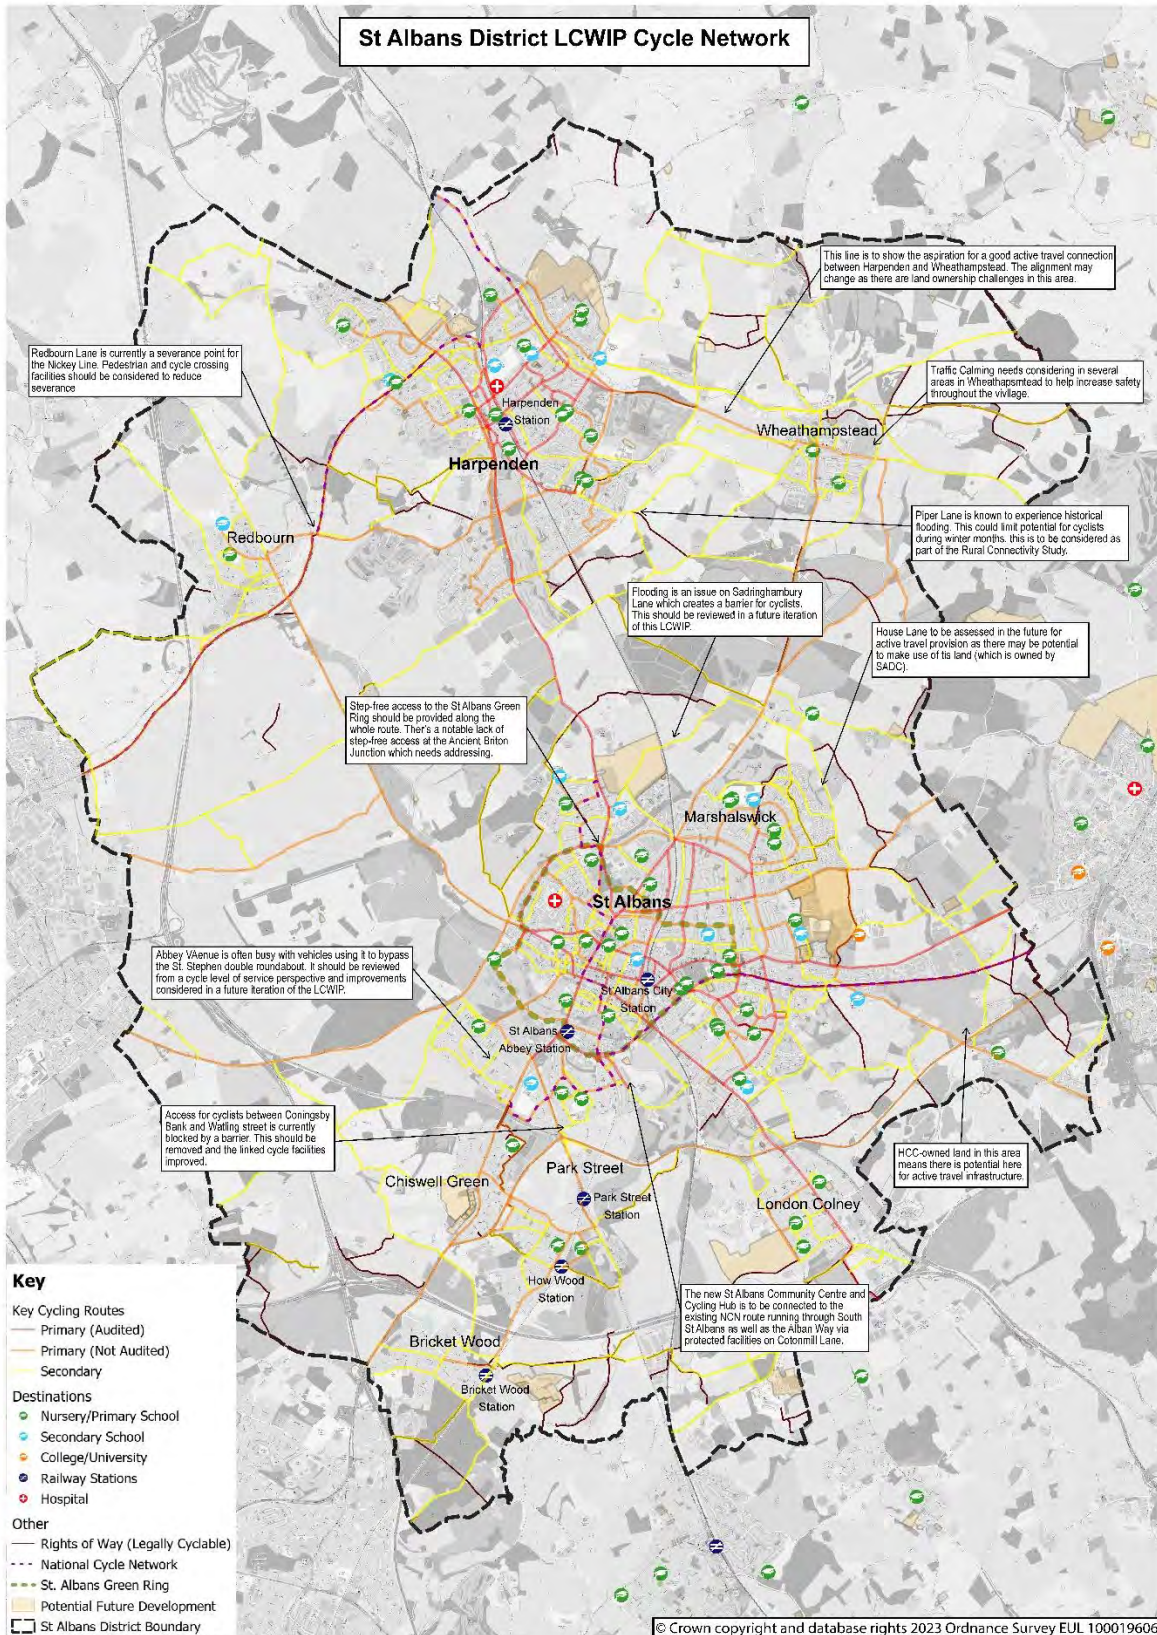 St Albans District LCWIP Cycle Network
This line is to show the aspiration for a good active travel connection
between Harpenden and Wheathampstead. The alignment may
change as there are land ownership challenges in this area.
Redbourn Lane is currently a severance point for
the Nickey Line. Pedestrian and cycle crossing
facilities should be considered to reduce
severance
Traffic Calming needs considering in several
areas in Wheathapsmtead to help increase safety
throughout the vivllage.
Harpenden
Station
Wheathampstead
Harpenden
Piper Lane is known to experience historical
flooding. This could limit potential for cyclists
during winter months. this is to be considered as
part of the Rural Connectivity Study.
Redbourn
Flooding is an issue on Sadringhambury
Lane which creates a barrier for cyclists.
This should be reviewed in a future iteration
of this LCWIP.
House Lane to be assessed in the future for
active travel provision as there may be potential
to make use of tis land (which is owned by
SADC).
Step-free access to the St Albans Green
Ring should be provided along the
whole route. Ther's a notable lack of
step-free access at the Ancient Briton
Junction which needs addressing.
Marshalswick
St Albans
Abbey VAenue is often busy with vehicles using it to bypass
the St. Stephen double roundabout. It should be reviewed
from a cycle level of service perspective and improvements
considered in a future iteration of the LCWIP.
St Albans City
Station
St Albans
Abbey Station
Access for cyclists between Coningsby
Bank and Watling street is currently
blocked by a barrier. This should be
removed and the linked cycle facilities
improved.
HCC-owned land in this area
means there is potential here
for active travel infrastructure.
Park Street
Chiswell Green
Park Street
Station
London Colney
How Wood
Station
The new St Albans Community Centre and
Cycling Hub is to be connected to the
existing NCN route running through South
St Albans as well as the Alban Way via
protected facilities on Cotonmill Lane.
Bricket Wood
Bricket Wood
Station
Key
Key Cycling Routes
Primary (Audited)
Primary (Not Audited)
Secondary
Destinations
Nursery/Primary School
Secondary School
College/University
Railway Stations
Hospital
Other
Rights of Way (Legally Cyclable)
National Cycle Network
St. Albans Green Ring
Potential Future Development
St Albans District Boundary
© Crown copyright and database rights 2023 Ordnance Survey EUL 100019606